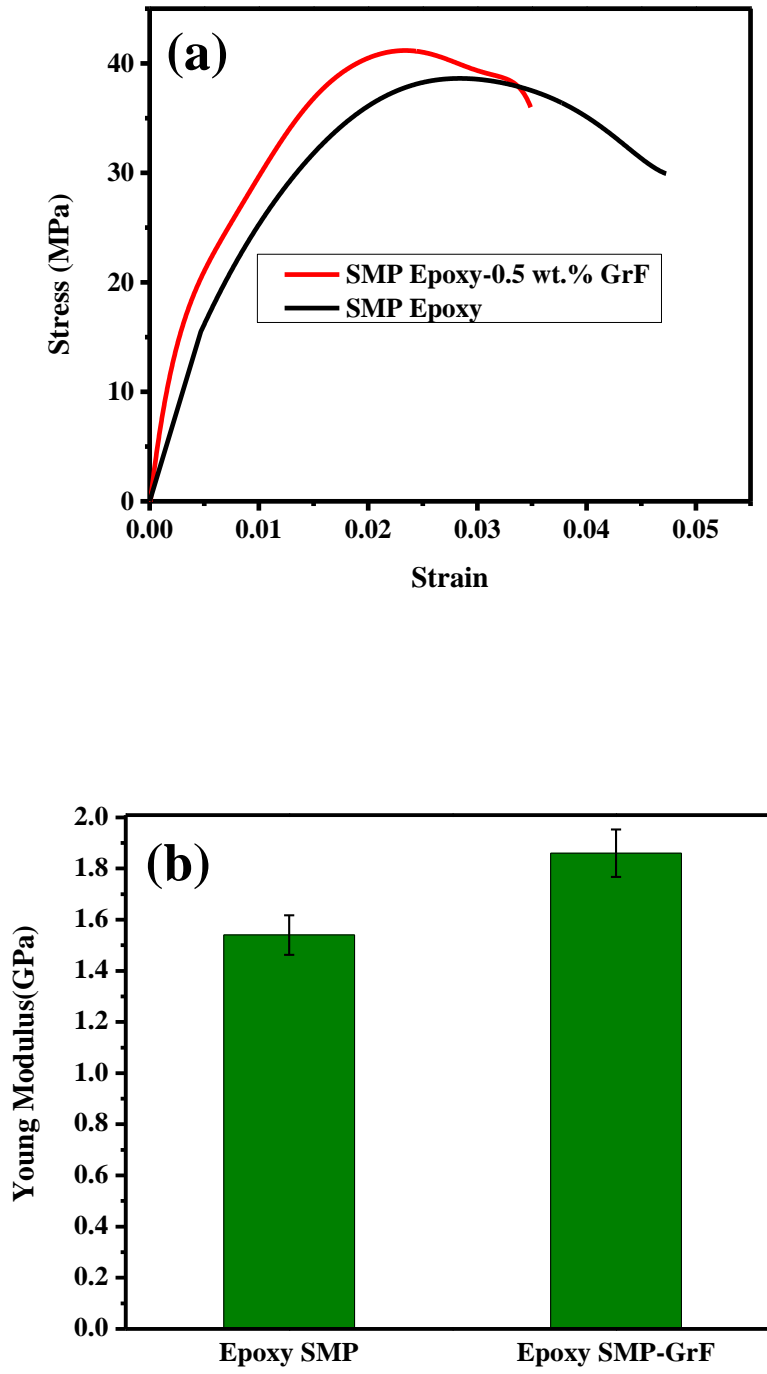 (a)
40
30
20
10
0
Stress (MPa)
SMP Epoxy-0.5 wt.% GrF
SMP Epoxy
0.00 0.01 0.02 0.03 0.04 0.05
Strain
(b)
2.0
1.8
1.6
1.4
1.2
1.0
0.8
0.6
0.4
0.2
0.0
Young Modulus(GPa)
Epoxy SMP Epoxy SMP-GrF